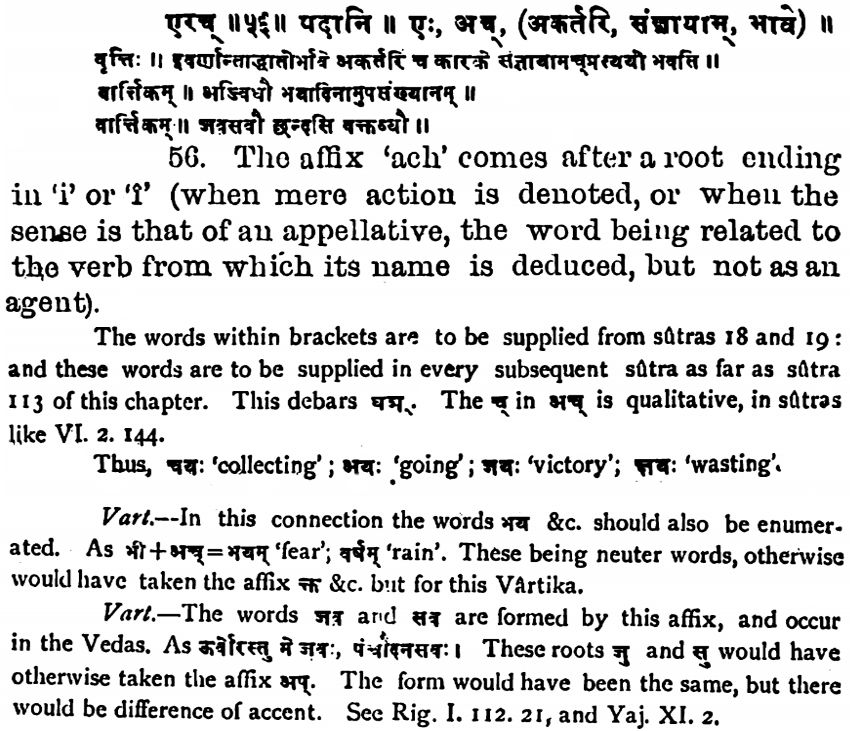 एरच् ॥५६॥ पदानि ॥ एः, अच्, (अकर्तरि, संज्ञायाम्, भावे) ॥
वृत्तिः ॥ इवर्णान्ताद्धातोर्भावे अकर्तरि च कारके संज्ञायामच्प्रत्ययो भवति ॥
वार्त्तिकम् ॥ भयादीनामुपसंख्यानम् ॥
वार्त्तिकम् ॥ जवसवौ छन्दसि वक्तव्यौ ॥
56. The affix 'ach' comes after a root ending
in 'i' or 'î' (when mere action is denoted, or when the
sense is that of an appellative, the word being related to
the verb from which its name is deduced, but not as an
agent).
The words within brackets are to be supplied from sûtras 18 and 19 :
and these words are to be supplied in every subsequent sûtra as far as sûtra
113 of this chapter. This debars घञ्. The च् in अच् is qualitative, in sûtras
like VI. 2. 144.
Thus, चयः 'collecting' ; अयः 'going' ; जयः 'victory' ; क्षयः 'wasting'.
Vart.—In this connection the words भय &c. should also be enumer-
ated. As भी+अच्=भयम् 'fear'; वर्षम् 'rain'. These being neuter words, otherwise
would have taken the affix क्त &c. but for this Vârtika.
Vart.—The words जव and सव are formed by this affix, and occur
in the Vedas. As ऊर्वोरस्तु मे जवः, पंचौदनसवः। These roots जु and सु would have
otherwise taken the affix अप्. The form would have been the same, but there
would be difference of accent. See Rig. I. 112. 21, and Yaj. XI. 2.